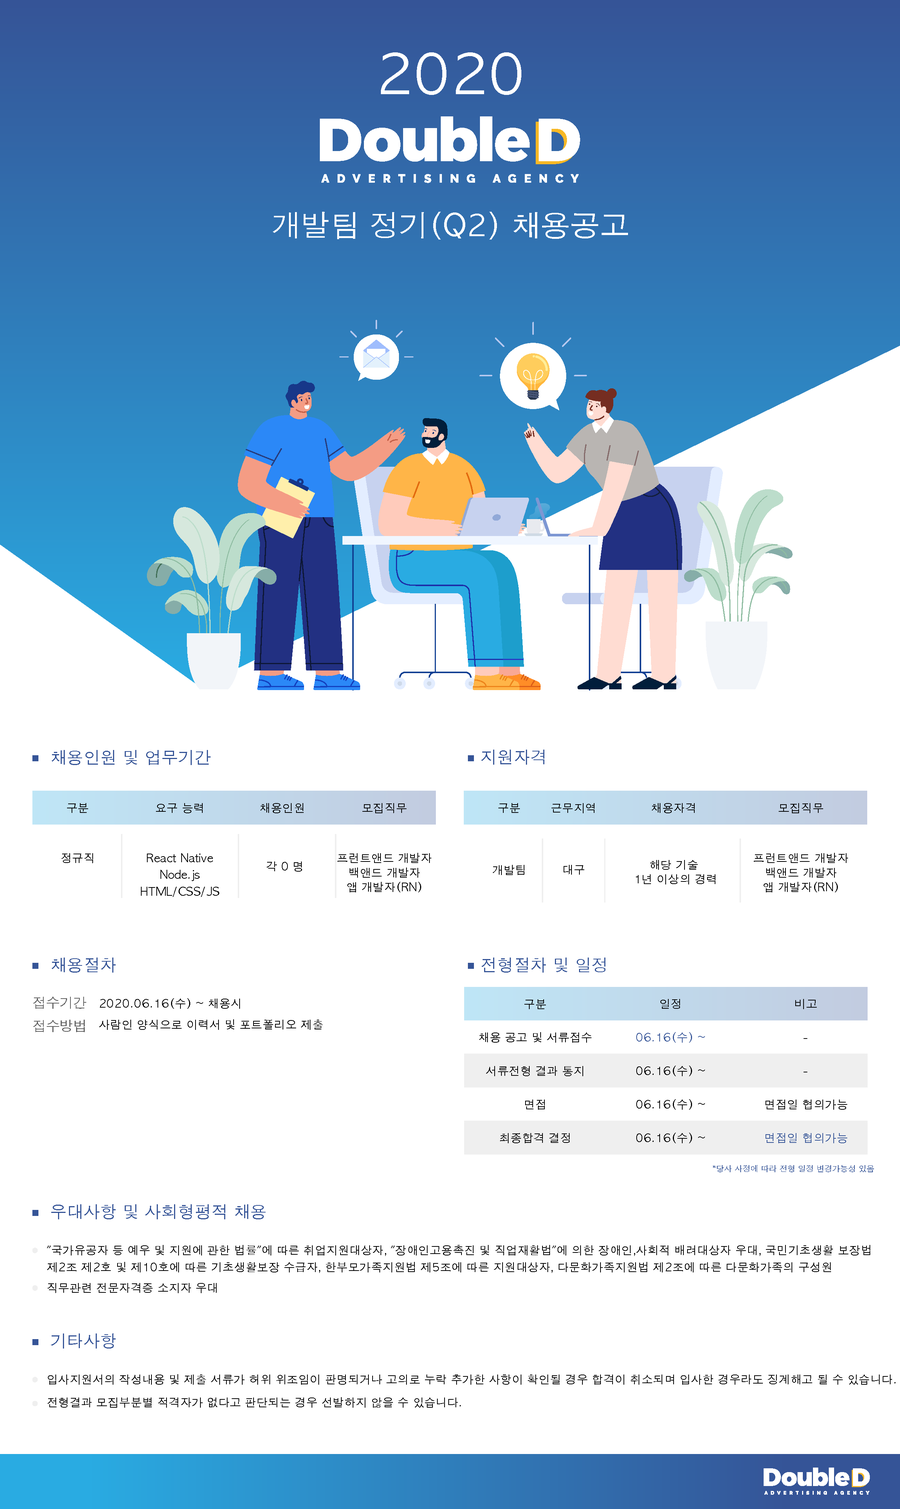 2020
DoubleD
ADVERTISING AGENCY
개발팀 정기(Q2) 채용공고
채용인원 및 업무기간
구분 요구 능력 채용인원 모집직무
정규직
React Native
Node.js
HTML/CSS/JS
각 0 명
프런트앤드 개발자
백앤드 개발자
앱 개발자(RN)
지원자격
구분 근무지역 채용자격 모집직무
개발팀
대구
해당 기술
1년 이상의 경력
프런트앤드 개발자
백앤드 개발자
앱 개발자(RN)
채용절차
접수기간 2020.06.16(수) ~ 채용시
접수방법 사람인 양식으로 이력서 및 포트폴리오 제출
전형절차 및 일정
구분 일정 비고
채용 공고 및 서류접수 06.16(수) ~ -
서류전형 결과 통지 06.16(수) ~ -
면접 06.16(수) ~ 면접일 협의가능
최종합격 결정 06.16(수) ~ 면접일 협의가능
*당사 사정에 따라 전형 일정 변경가능성 있음
우대사항 및 사회형평적 채용
"국가유공자 등 예우 및 지원에 관한 법률"에 따른 취업지원대상자, "장애인고용촉진 및 직업재활법"에 의한 장애인,사회적 배려대상자 우대, 국민기초생활 보장법
제2조 제2호 및 제10호에 따른 기초생활보장 수급자, 한부모가족지원법 제5조에 따른 지원대상자, 다문화가족지원법 제2조에 따른 다문화가족의 구성원
직무관련 전문자격증 소지자 우대
기타사항
입사지원서의 작성내용 및 제출 서류가 허위 위조임이 판명되거나 고의로 누락 추가한 사항이 확인될 경우 합격이 취소되며 입사한 경우라도 징계해고 될 수 있습니다.
전형결과 모집부분별 적격자가 없다고 판단되는 경우 선발하지 않을 수 있습니다.
DoubleD
ADVERTISING AGENCY